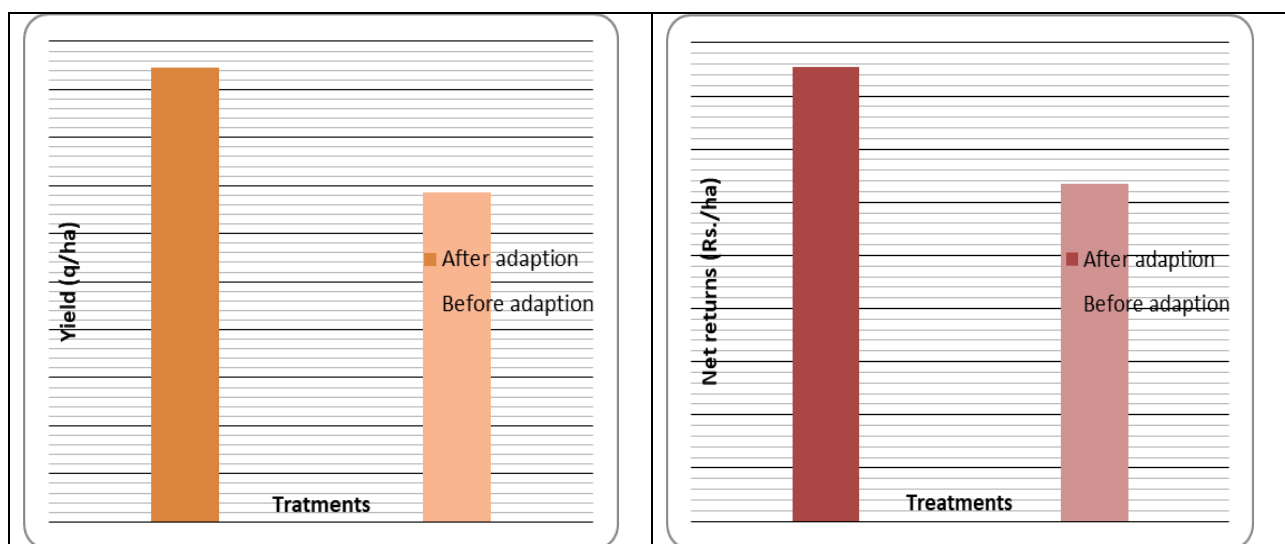 Yield (q/ha)
After adaption
Before adaption
Tratments
Net returns (Rs./ha)
After adaption
Before adaption
Treatments